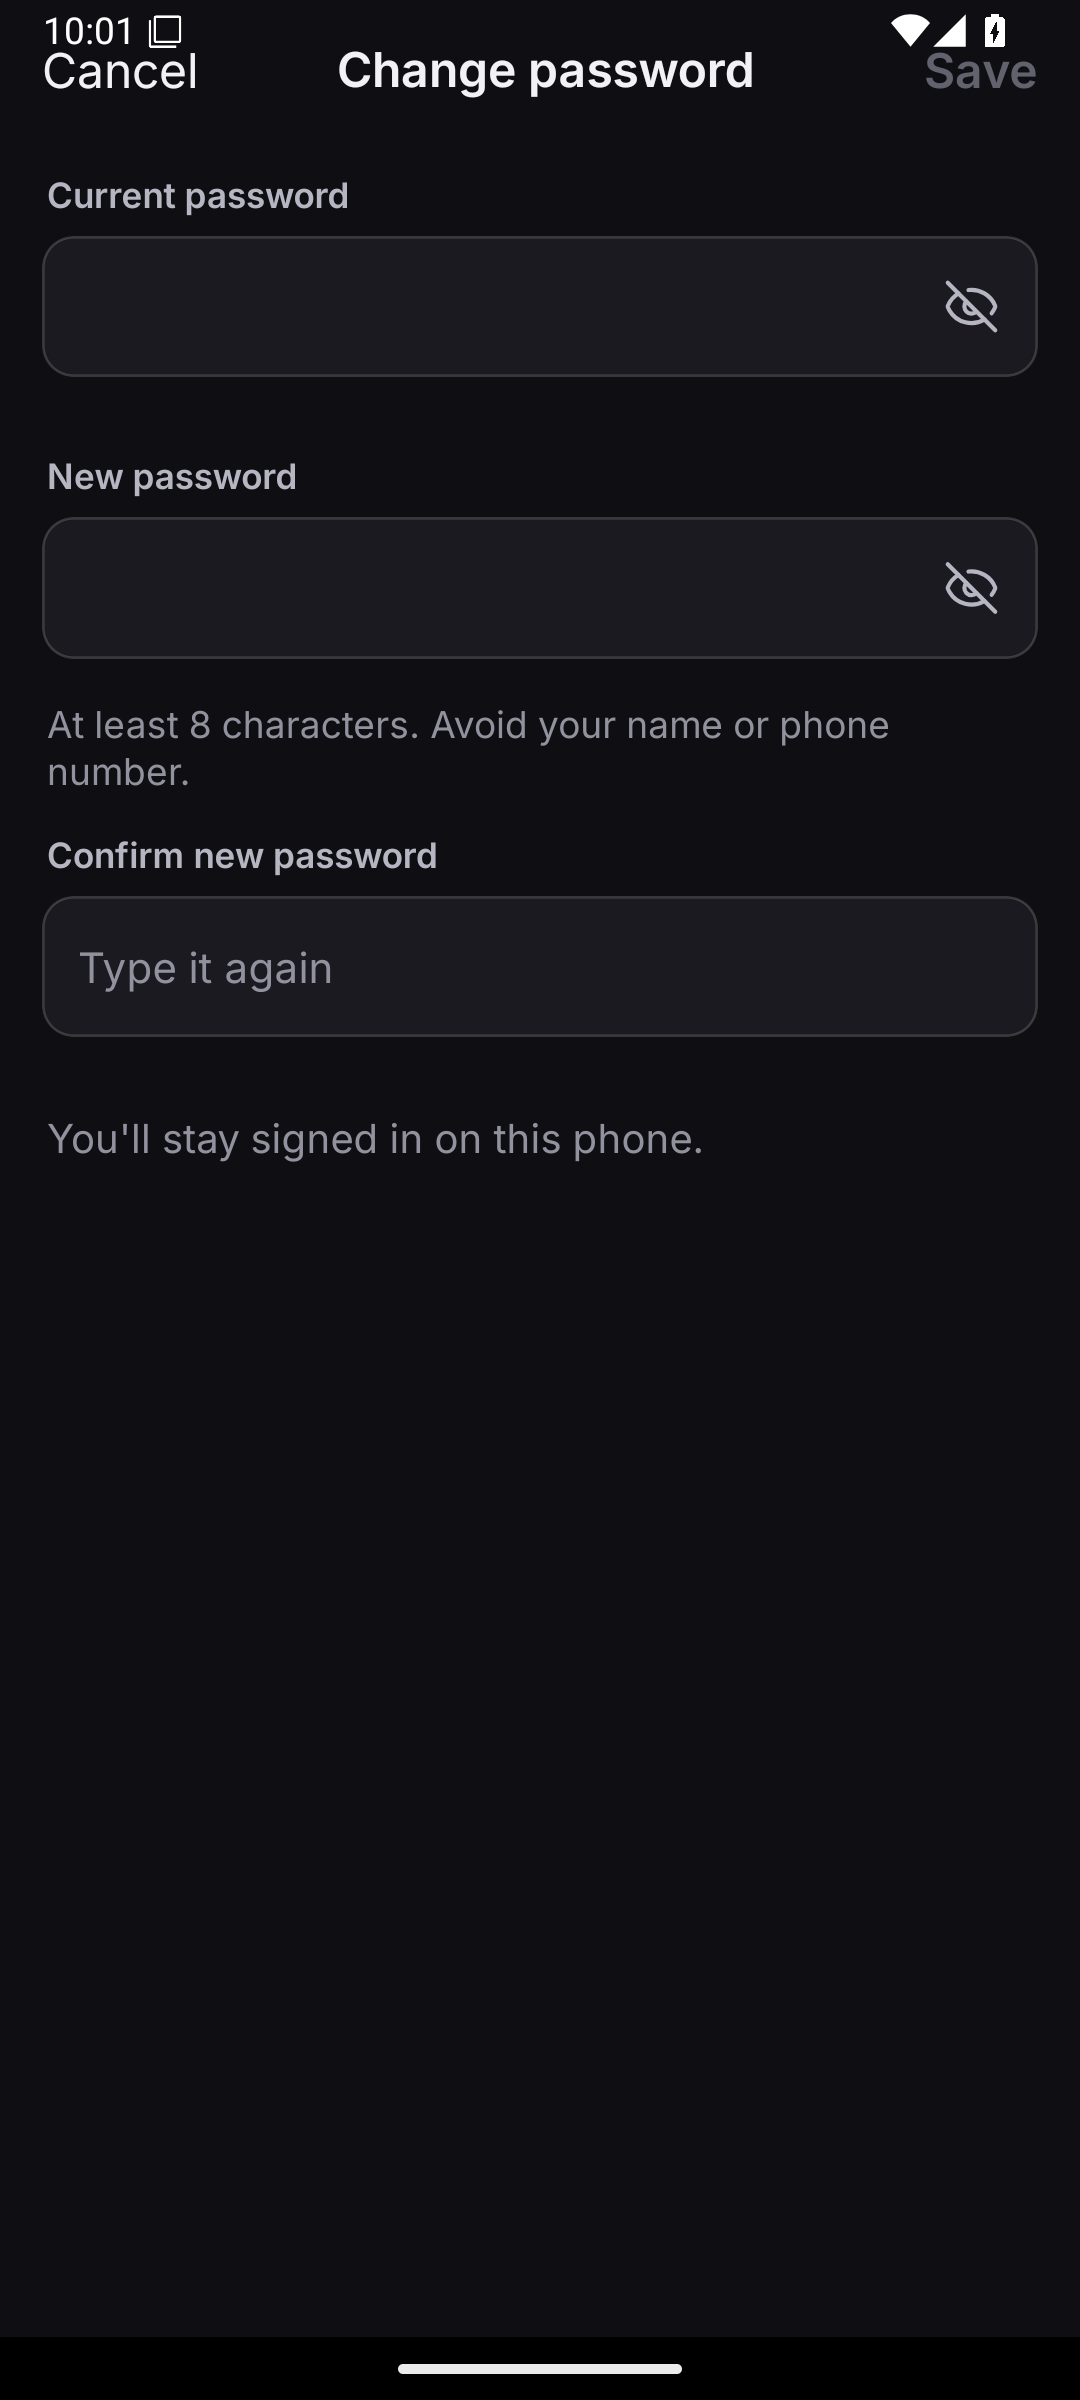 10:01
Cancel Change password Save
Current password
New password
At least 8 characters. Avoid your name or phone
number.
Confirm new password
Type it again
You'll stay signed in on this phone.